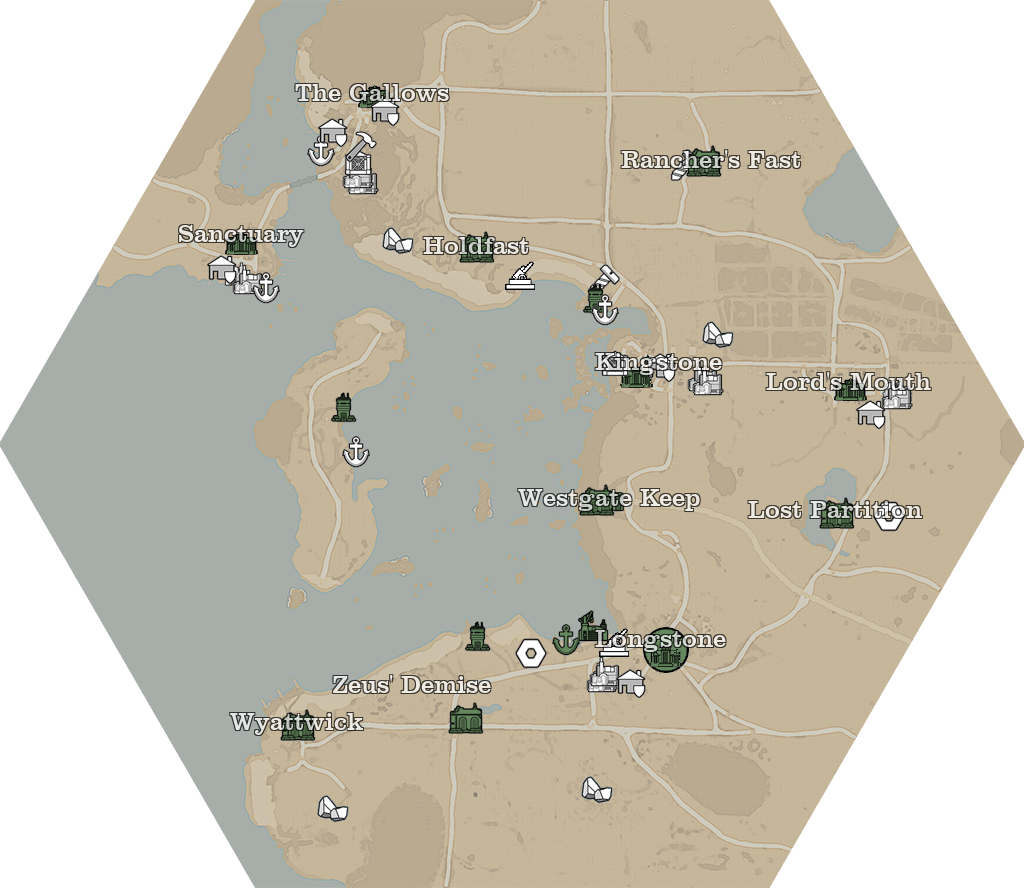 The Gallows
Rancher's Fast
Sanctuary
Holdfast
Kingstone
Lord's Mouth
Westgate Keep
Lost Partition
Longstone
Zeus' Demise
Wyattwick